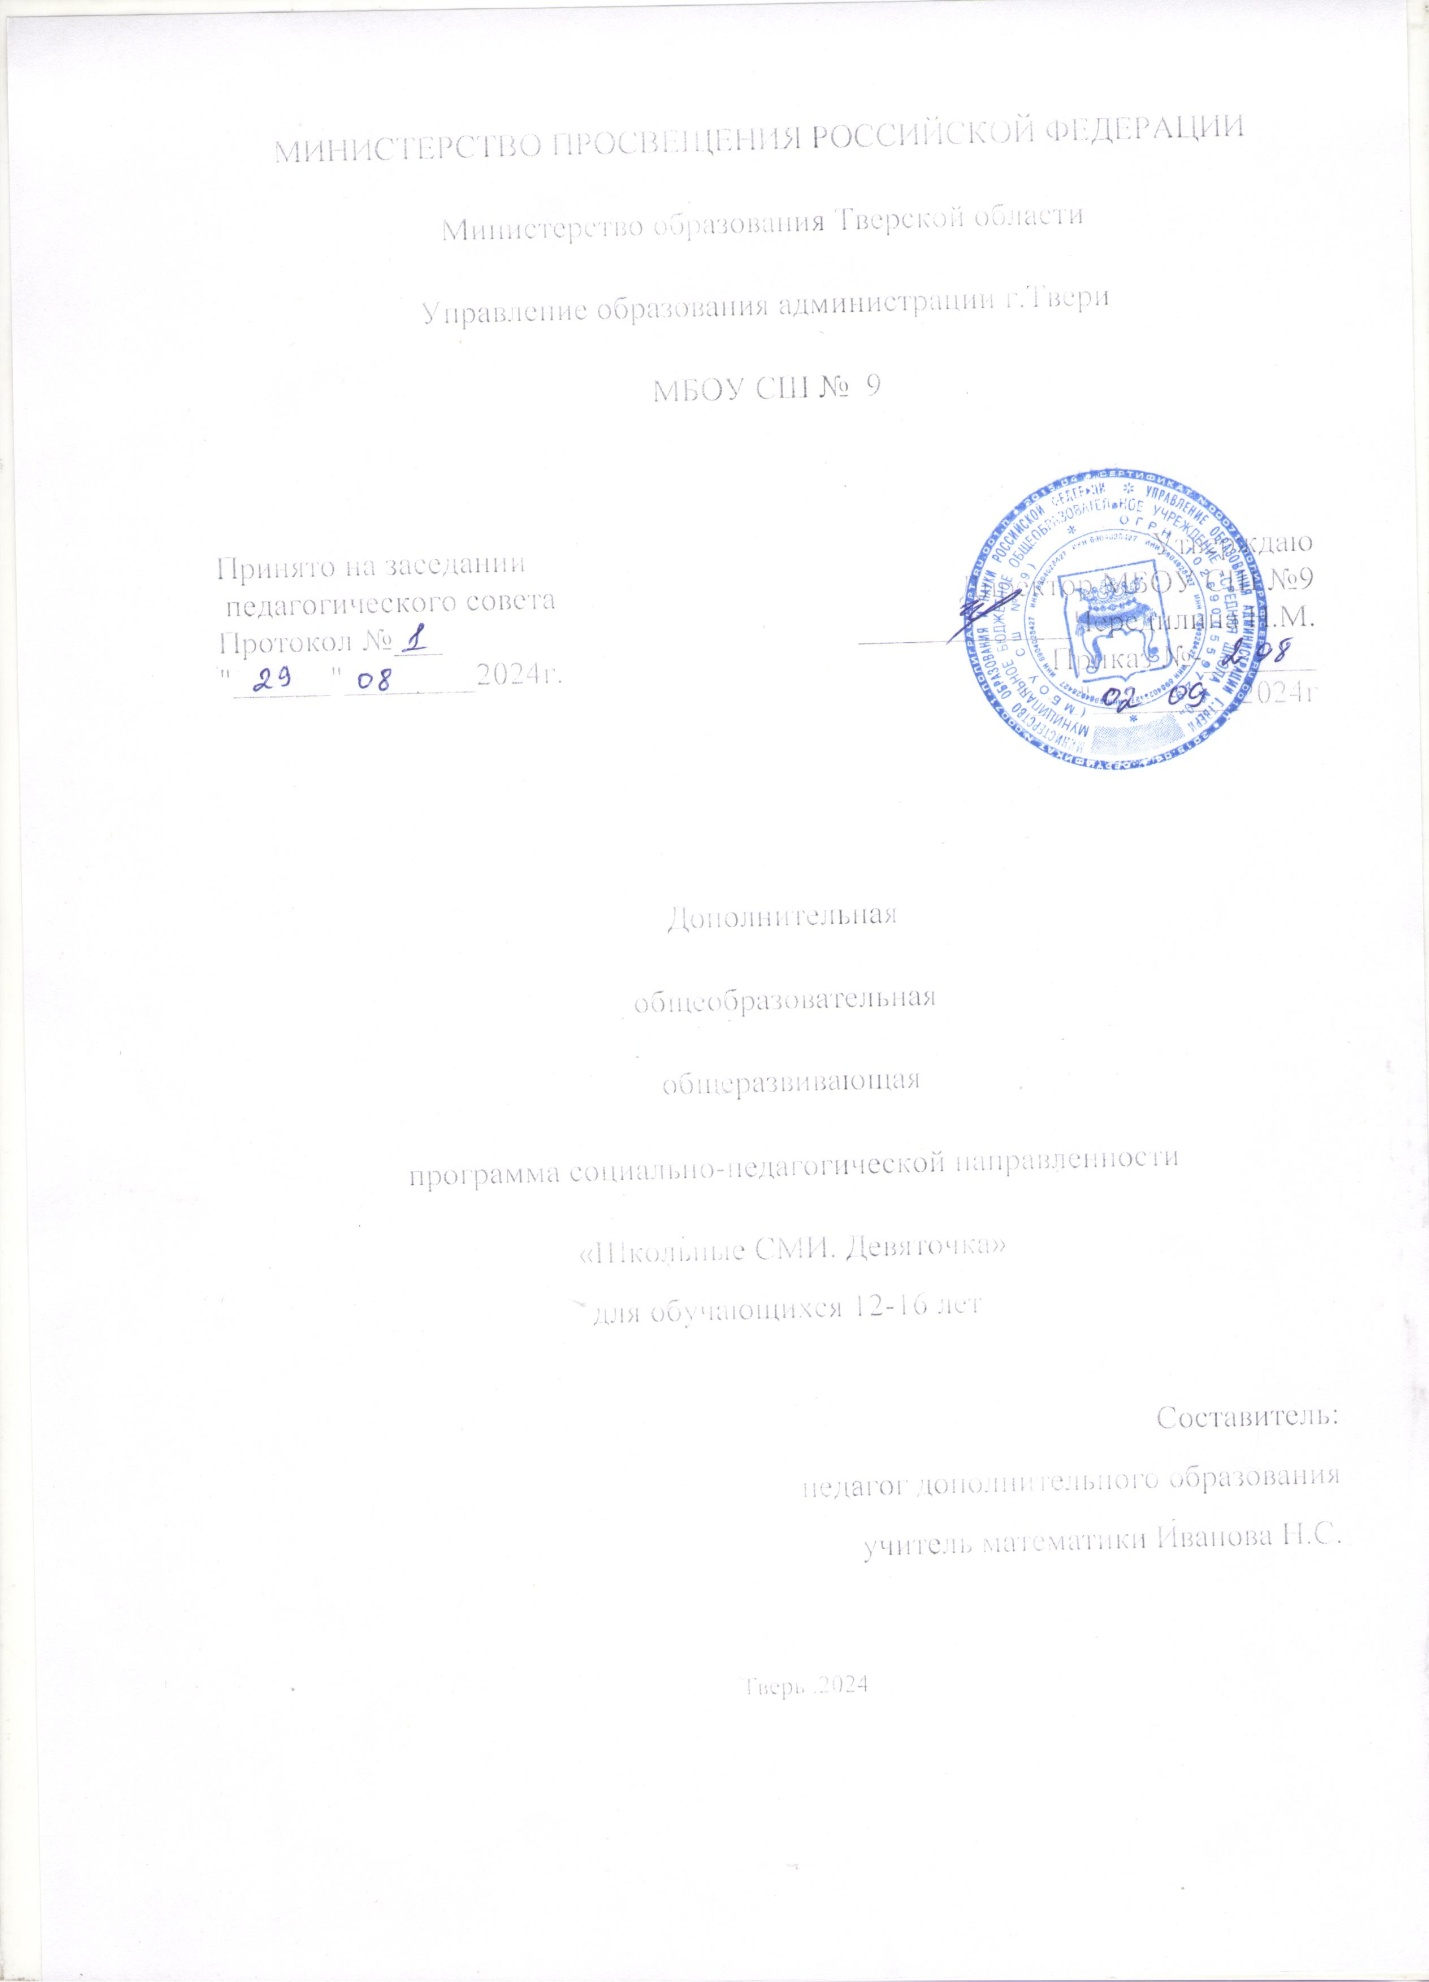 МИНИСТЕРСТВО ПРОСВЕЩЕНИЯ РОССИЙСКОЙ ФЕДЕРАЦИИ
Министерство образования Тверской области
Управление образования администрации г.Твери
МБОУ СШ № 9
Принято на заседании
педагогического совета
Протокол № 1
" 29 " 08 2024г.
МБОУ СШ №9
Приказ № 208
02 09 2024г
Дополнительная
общеобразовательная
общеразвивающая
программа социально-педагогической направленности
«Школьные СМИ. Девяточка»
для обучающихся 12-16 лет
Составитель:
педагог дополнительного образования
учитель математики Иванова Н.С.
Тверь .2024